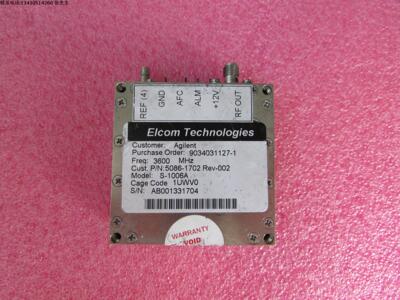 REF (4) GND AFC ALM +12V RF OUT
Elcom Technologies
Customer: Agilent
Purchase Order: 9034031127-1
Freq: 3600 MHz
Cust. P/N:5086-1702 Rev-002
Model: S-1006A
Cage Code 1UWV0
S/N: AB001331704
WARRANTY
VOID